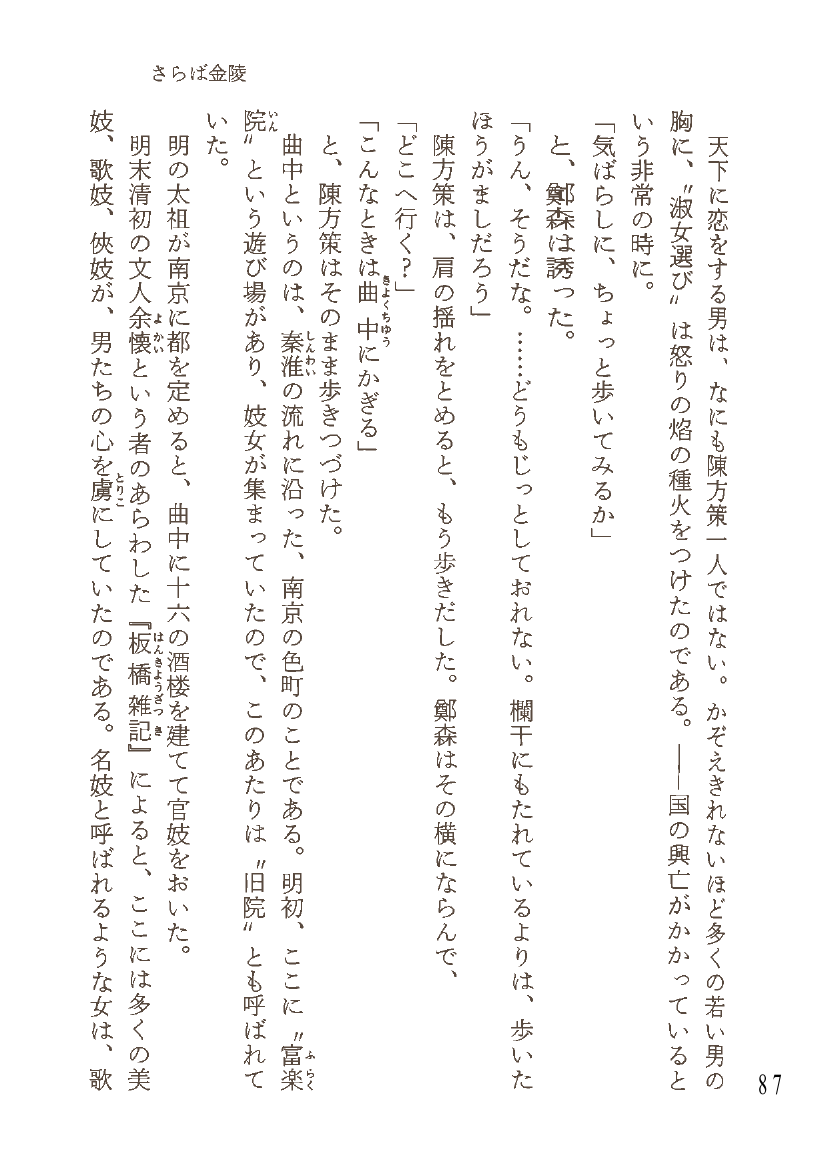 さらば金陵
天下に恋をする男は、なにも陳方策一人ではない。かぞえきれないほど多くの若い男の
胸に、〝淑女選び〟は怒りの焔の種火をつけたのである。――国の興亡がかかっていると
いう非常の時に。
「気ばらしに、ちょっと歩いてみるか」
と、鄭森は誘った。
「うん、そうだな。……どうもじっとしておれない。欄干にもたれているよりは、歩いた
ほうがましだろう」
陳方策は、肩の揺れをとめると、もう歩きだした。鄭森はその横にならんで、
「どこへ行く?」
「こんなときは曲中にかぎる」
と、陳方策はそのまま歩きつづけた。
曲中というのは、秦淮の流れに沿った、南京の色町のことである。明初、ここに〝富楽
院〟という遊び場があり、妓女が集まっていたので、このあたりは〝旧院〟とも呼ばれて
いた。
明の太祖が南京に都を定めると、曲中に十六の酒楼を建てて官妓をおいた。
明末清初の文人余懐という者のあらわした『板橋雑記』によると、ここには多くの美
妓、歌妓、俠妓が、男たちの心を虜にしていたのである。名妓と呼ばれるような女は、歌
87